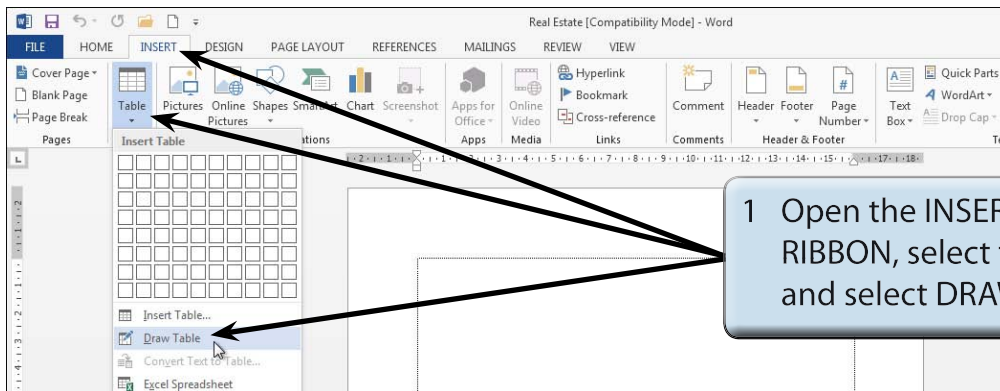 Real Estate [Compatibility Mode] - Word
FILE HOME INSERT DESIGN PAGE LAYOUT REFERENCES MAILINGS REVIEW VIEW
Cover Page
Blank Page
Page Break
Pages
Table
Pictures
Online Pictures
Shapes
SmartArt
Chart
Screenshot
Apps for Office
Apps
Online Video
Media
Hyperlink
Bookmark
Cross-reference
Links
Comment
Comments
Header
Footer
Page Number
Header & Footer
Text Box
Quick Parts
WordArt
Drop Cap
Insert Table
Insert Table...
Draw Table
Convert Text to Table...
Excel Spreadsheet
1 Open the INSER
RIBBON, select
and select DRA